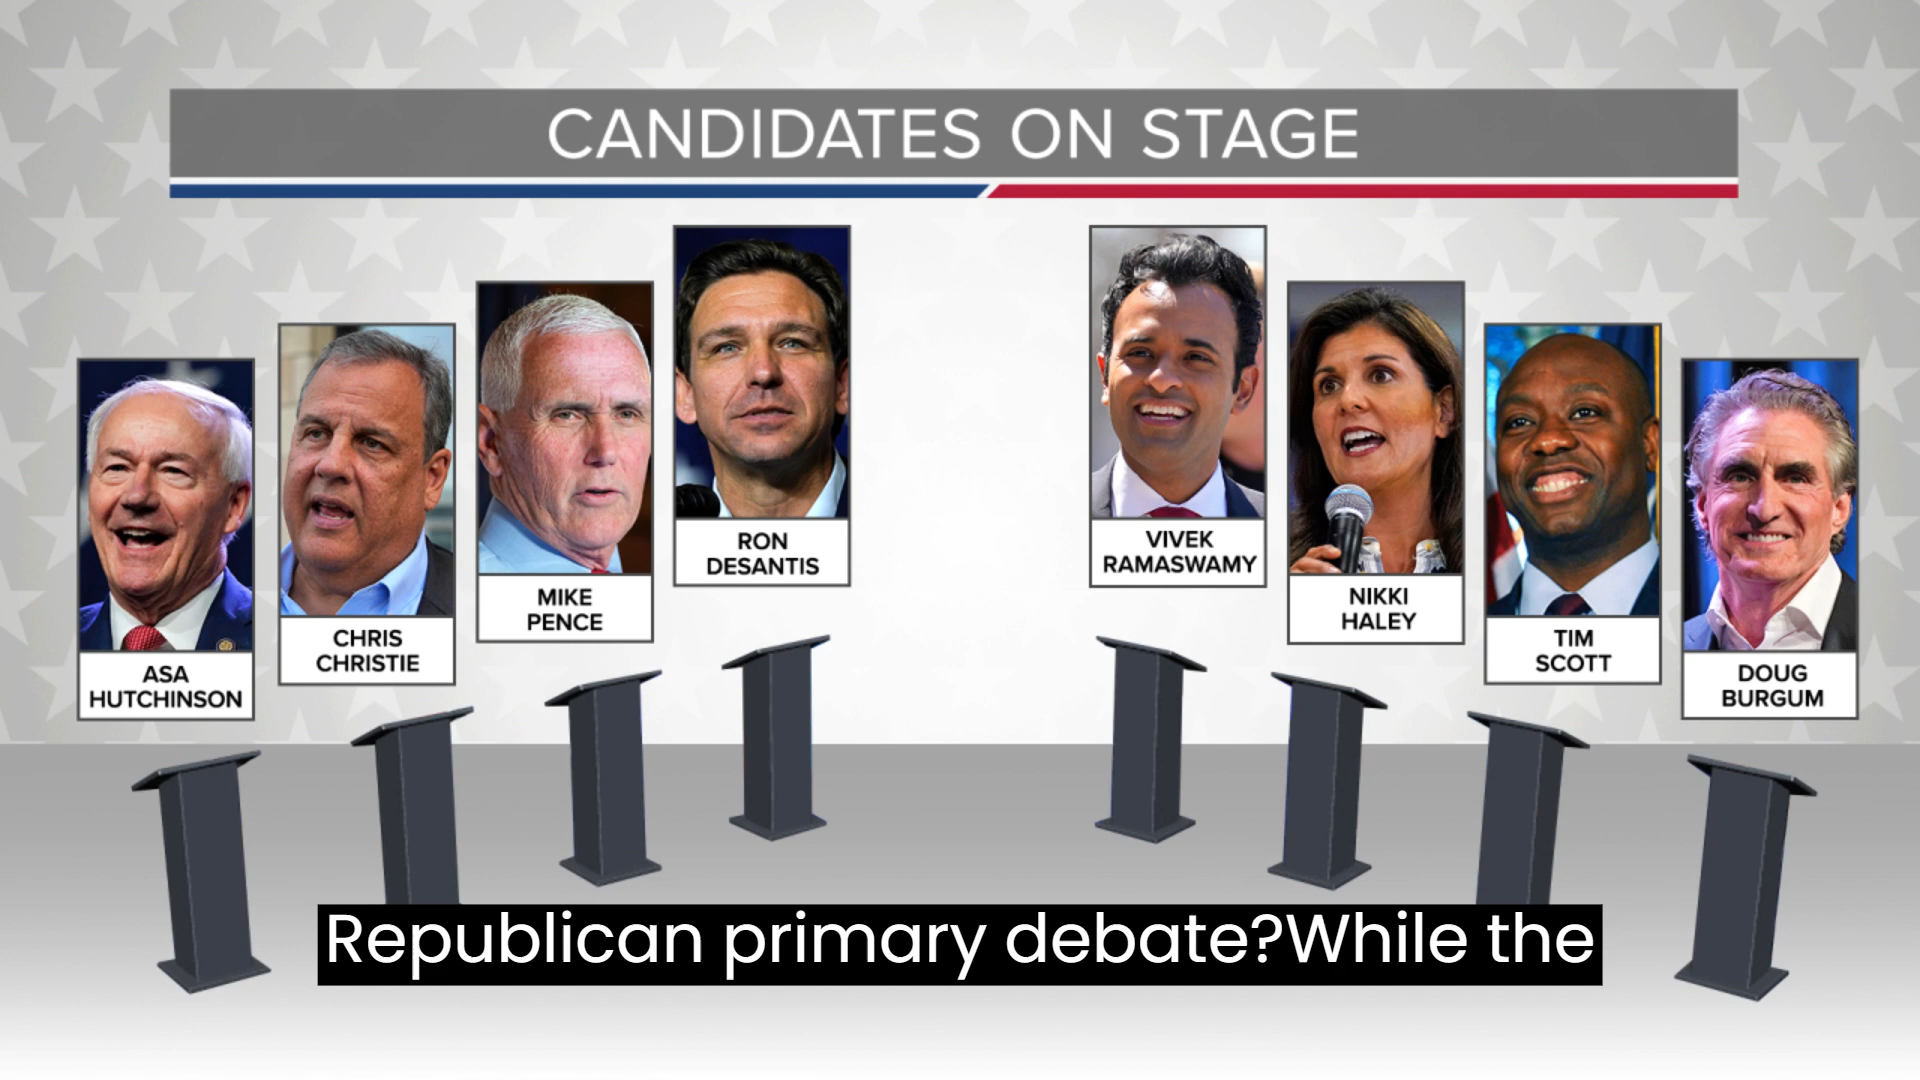 CANDIDATES ON STAGE
ASA
HUTCHINSON
CHRIS
CHRISTIE
MIKE
PENCE
RON
DESANTIS
VIVEK
RAMASWAMY
NIKKI
HALEY
TIM
SCOTT
DOUG
BURGUM
Republican primary debate?While the